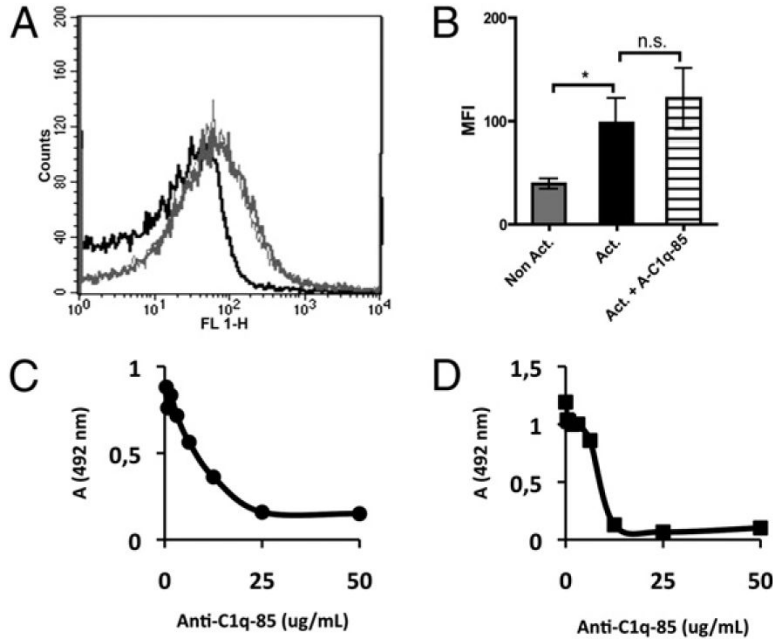 A
200
160
120
80
40
0
Counts
10^0 10^1 10^2 10^3 10^4
FL 1-H
B
n.s.
*
200
100
0
MFI
Non Act.
Act.
Act. + A-C1q-85
C
1
0,5
0
A (492 nm)
0 25 50
Anti-C1q-85 (ug/mL)
D
1,5
1
0,5
0
A (492 nm)
0 25 50
Anti-C1q-85 (ug/mL)